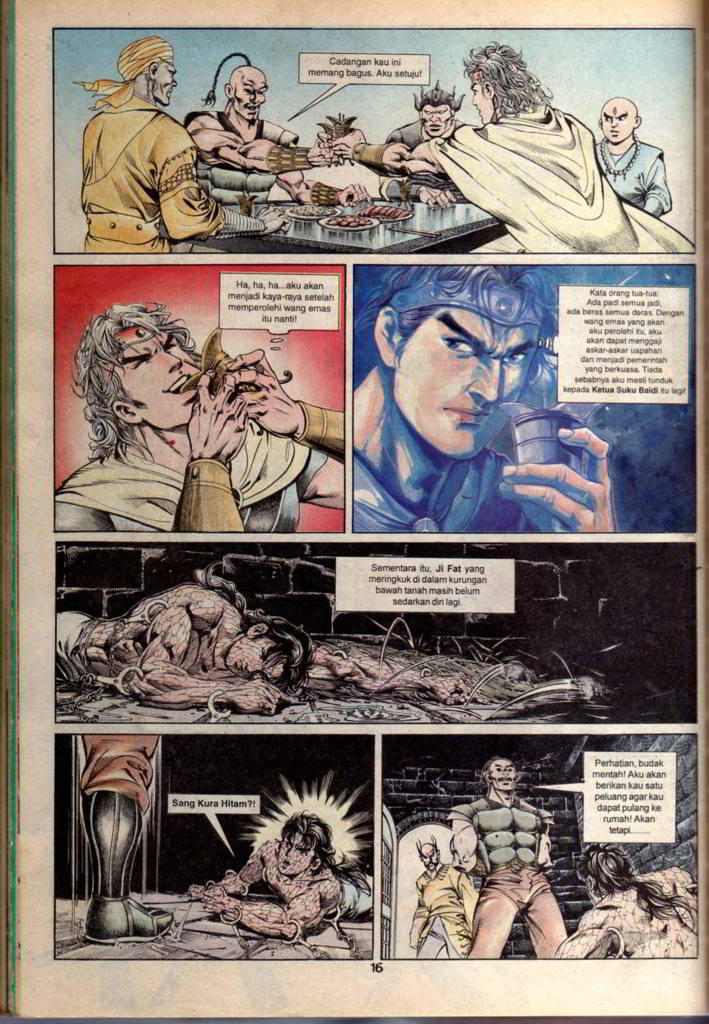 Cadangan kau ini
memang bagus. Aku setuju!
Ha, ha, ha...aku akan
menjadi kaya-raya setelah
memperolehi wang emas
itu nanti!
Kata orang tua-tua:
Ada padi semua jadi,
ada beras semua deras. Dengan
wang emas yang akan
aku perolehi itu, aku
akan dapat menggaji
askar-askar upahan
dan menjadi pemerintah
yang berkuasa. Tiada
sebabnya aku mesti tunduk
kepada Ketua Suku Baldi itu lagi!
Sementara itu, Ji Fat yang
meringkuk di dalam kurungan
bawah tanah masih belum
sedarkan diri lagi.
Sang Kura Hitam?!
Perhatian, budak
mentah! Aku akan
berikan kau satu
peluang agar kau
dapat pulang ke
rumah! Akan
tetapi.........
16